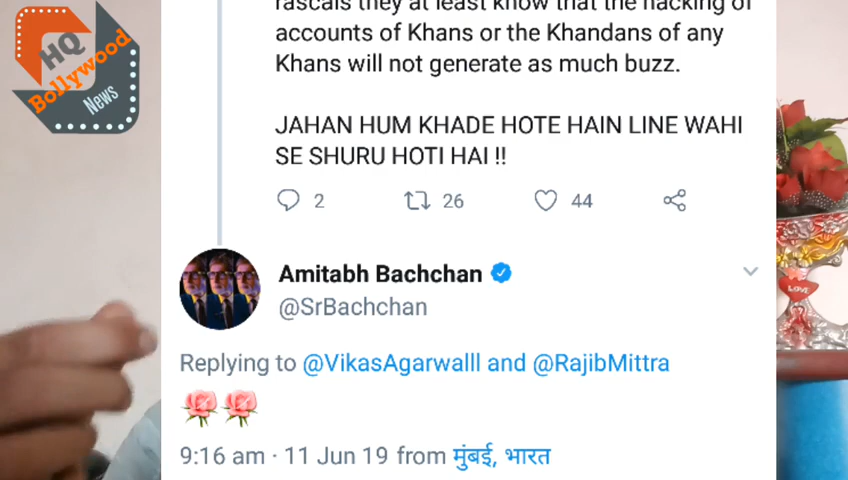 HQ
Bollywood
News
rascals they at least know that the hacking of
accounts of Khans or the Khandans of any
Khans will not generate as much buzz.
JAHAN HUM KHADE HOTE HAIN LINE WAHI
SE SHURU HOTI HAI !!
2 26 44
Amitabh Bachchan
@SrBachchan
Replying to @VikasAgarwalll and @RajibMittra
🌹🌹
9:16 am · 11 Jun 19 from मुंबई, भारत
LOVE